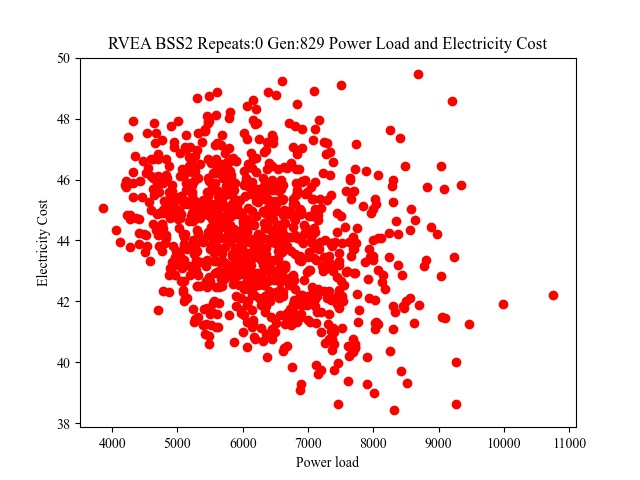 RVEA BSS2 Repeats:0 Gen:829 Power Load and Electricity Cost
50
48
46
44
42
40
38
Electricity Cost
4000 5000 6000 7000 8000 9000 10000 11000
Power load